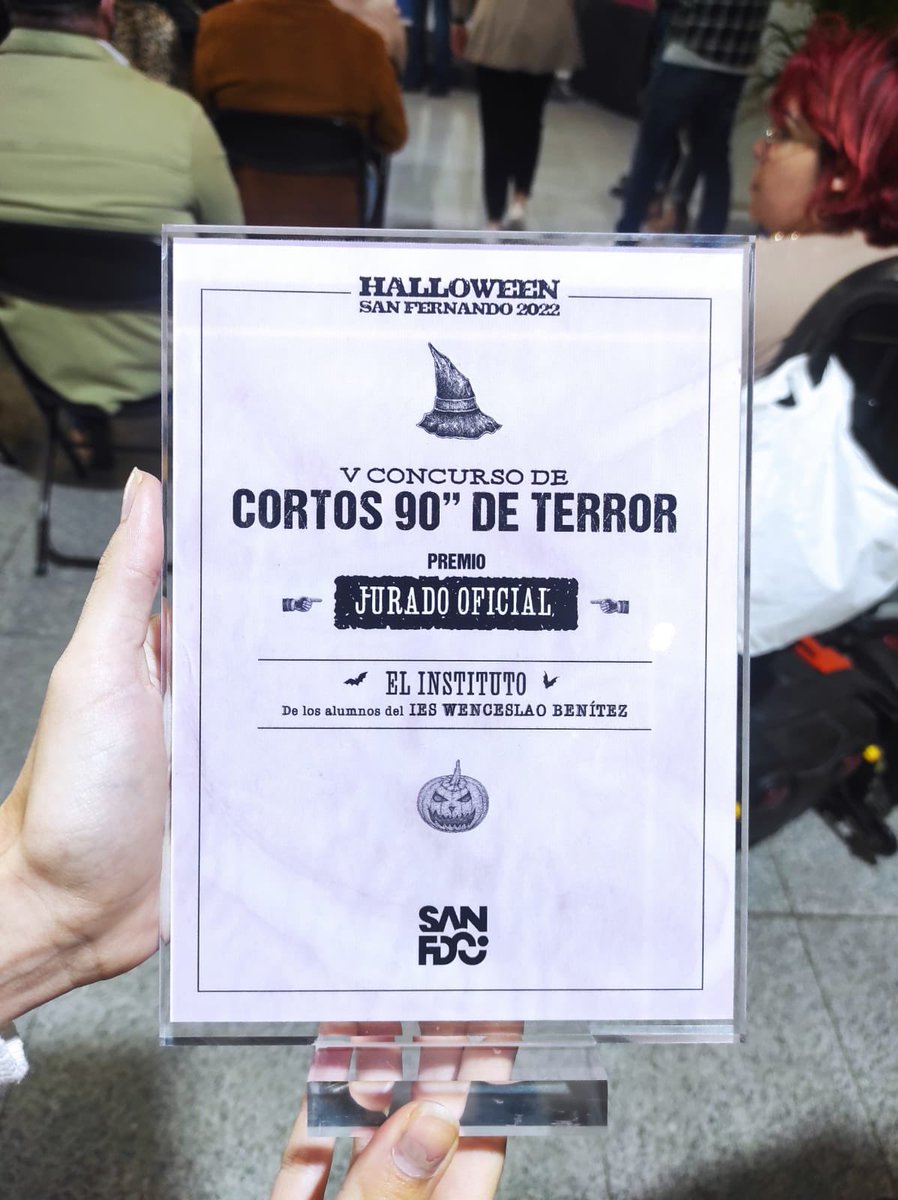 HALLOWEEN
SAN FERNANDO 2022
V CONCURSO DE
CORTOS 90” DE TERROR
PREMIO
JURADO OFICIAL
EL INSTITUTO
De los alumnos del IES WENCESLAO BENÍTEZ
SAN
FDO